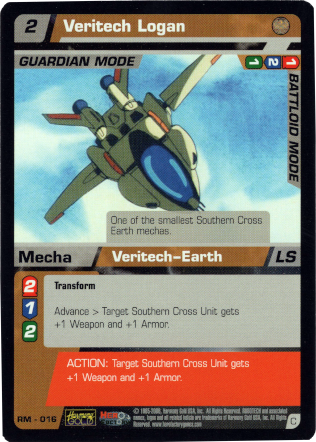 2 Veritech Logan
GUARDIAN MODE
1 2 1
BATTLOID MODE
One of the smallest Southern Cross
Earth mechas.
Mecha Veritech-Earth LS
2
1
2
Transform
Advance > Target Southern Cross Unit gets
+1 Weapon and +1 Armor.
ACTION: Target Southern Cross Unit gets
+1 Weapon and +1 Armor.
RM - 016
Harmony
GOLD
C